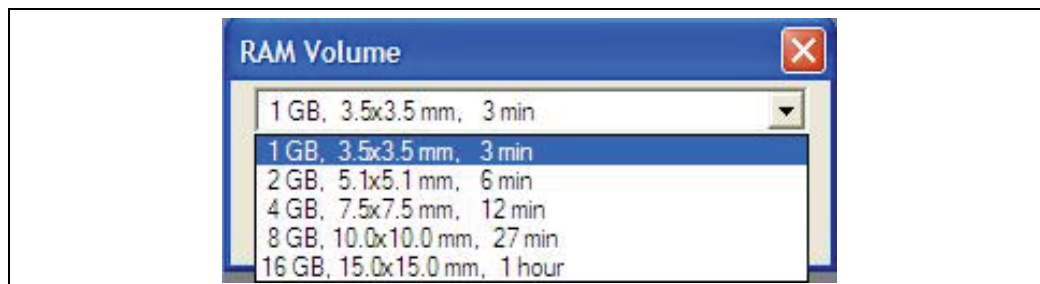 RAM Volume
1 GB, 3.5x3.5 mm, 3 min
1 GB, 3.5x3.5 mm, 3 min
2 GB, 5.1x5.1 mm, 6 min
4 GB, 7.5x7.5 mm, 12 min
8 GB, 10.0x10.0 mm, 27 min
16 GB, 15.0x15.0 mm, 1 hour